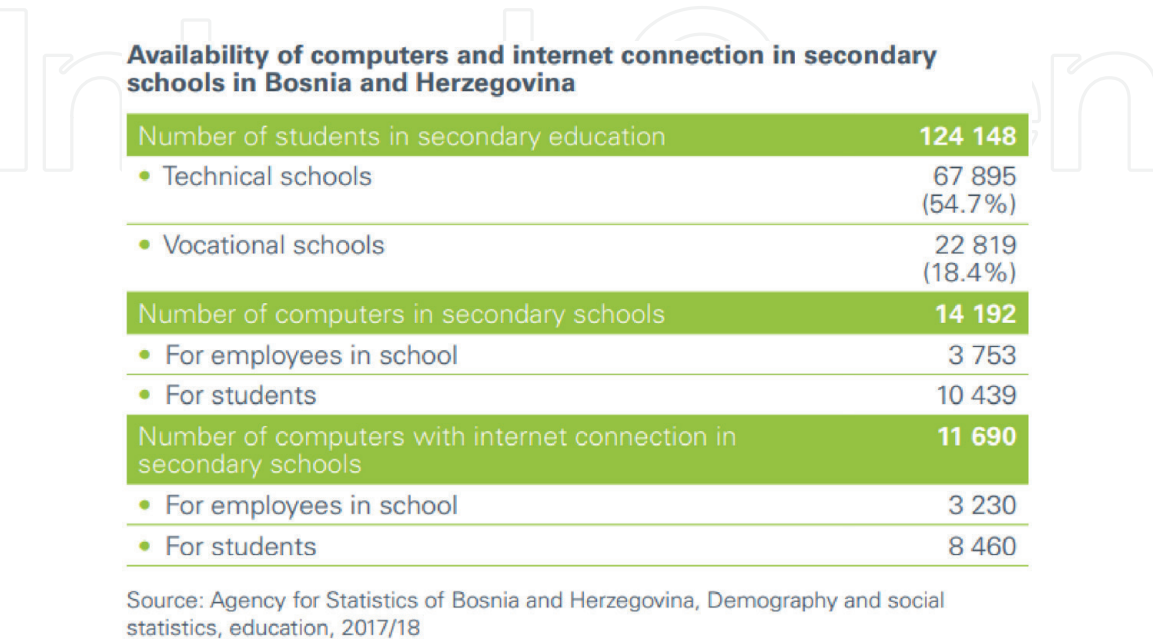 Availability of computers and internet connection in secondary
schools in Bosnia and Herzegovina
Number of students in secondary education 124 148
• Technical schools 67 895
(54.7%)
• Vocational schools 22 819
(18.4%)
Number of computers in secondary schools 14 192
• For employees in school 3 753
• For students 10 439
Number of computers with internet connection in 11 690
secondary schools
• For employees in school 3 230
• For students 8 460
Source: Agency for Statistics of Bosnia and Herzegovina, Demography and social
statistics, education, 2017/18